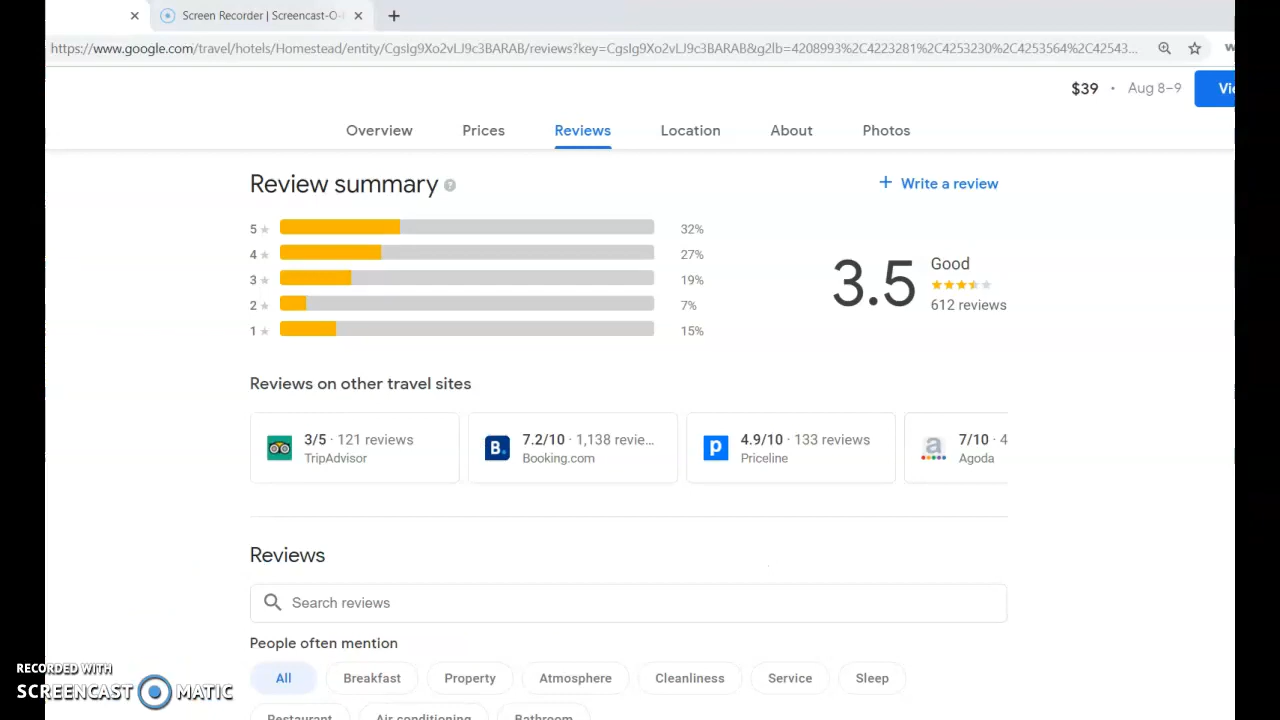 Screen Recorder | Screencast-O-
https://www.google.com/travel/hotels/Homestead/entity/CgsIg9Xo2vLJ9c3BARAB/reviews?key=CgsIg9Xo2vLJ9c3BARAB&g2lb=4208993%2C4223281%2C4253230%2C4253564%2C42543...
$39 · Aug 8–9
Overview Prices Reviews Location About Photos
Review summary
+ Write a review
5 ★ 32%
4 ★ 27%
3 ★ 19%
2 ★ 7%
1 ★ 15%
3.5
Good
612 reviews
Reviews on other travel sites
3/5 · 121 reviews
TripAdvisor
B.
7.2/10 · 1,138 revie...
Booking.com
p
4.9/10 · 133 reviews
Priceline
a
7/10 · 4
Agoda
Reviews
Search reviews
People often mention
All Breakfast Property Atmosphere Cleanliness Service Sleep
Restaurant Air conditioning Bathroom
RECORDED WITH
SCREENCAST MATIC